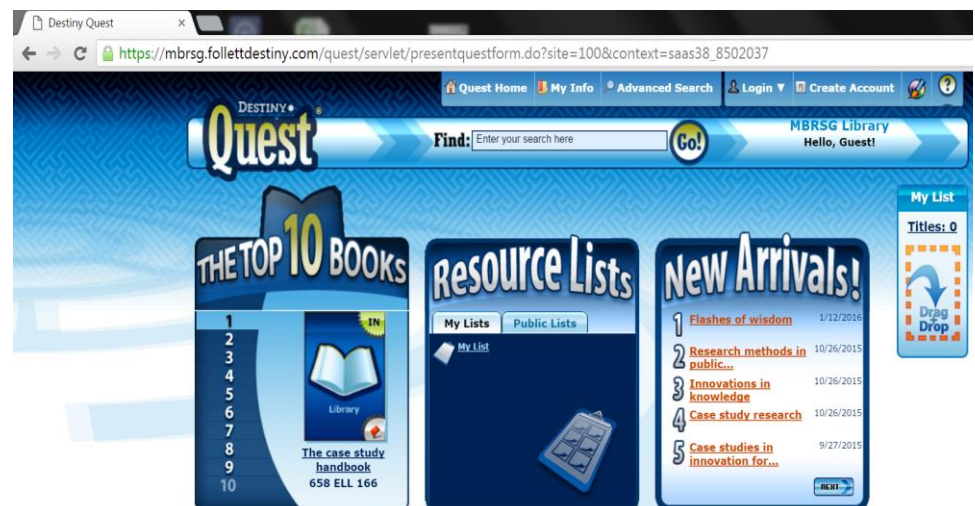 Destiny Quest
https://mbrsg.follettdestiny.com/quest/servlet/presentquestform.do?site=100&context=saas38_8502037
Quest Home My Info Advanced Search Login ▼ Create Account ?
DESTINY
Quest®
Find: Enter your search here Go!
MBRSG Library
Hello, Guest!
My List
Titles: 0
Drag
+
Drop
THE TOP 10 BOOKS
1
2
3
4
5
6
7
8
9
10
IN
Library
The case study
handbook
658 ELL 166
Resource Lists
My Lists Public Lists
My List
New Arrivals!
1 Flashes of wisdom 1/12/2016
2 Research methods in 10/26/2015
public...
3 Innovations in 10/26/2015
knowledge
4 Case study research 10/26/2015
5 Case studies in 9/27/2015
innovation for...
NEXT